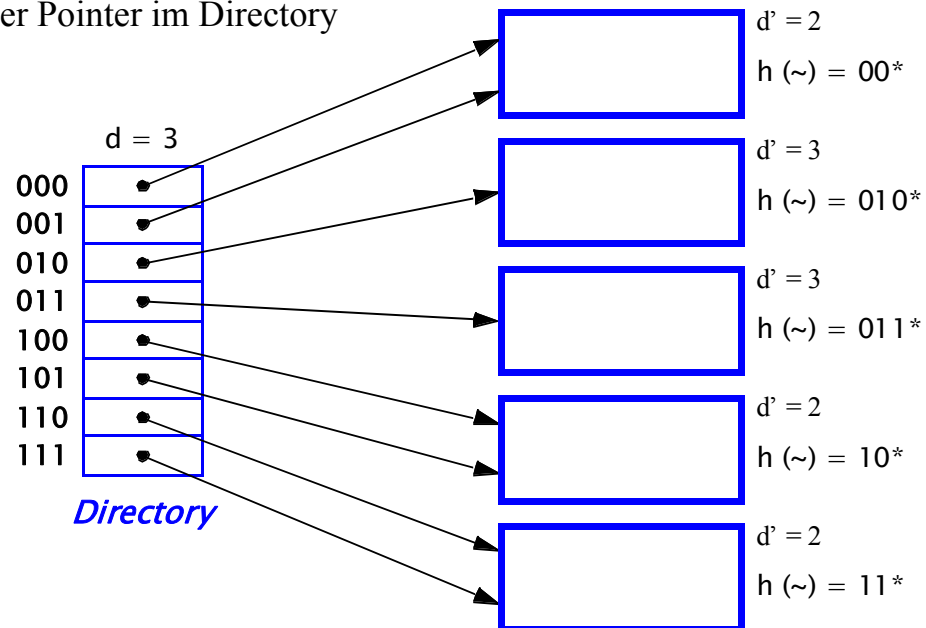 er Pointer im Directory
d = 3
000
001
010
011
100
101
110
111
Directory
d’ = 2
h (~) = 00*
d’ = 3
h (~) = 010*
d’ = 3
h (~) = 011*
d’ = 2
h (~) = 10*
d’ = 2
h (~) = 11*